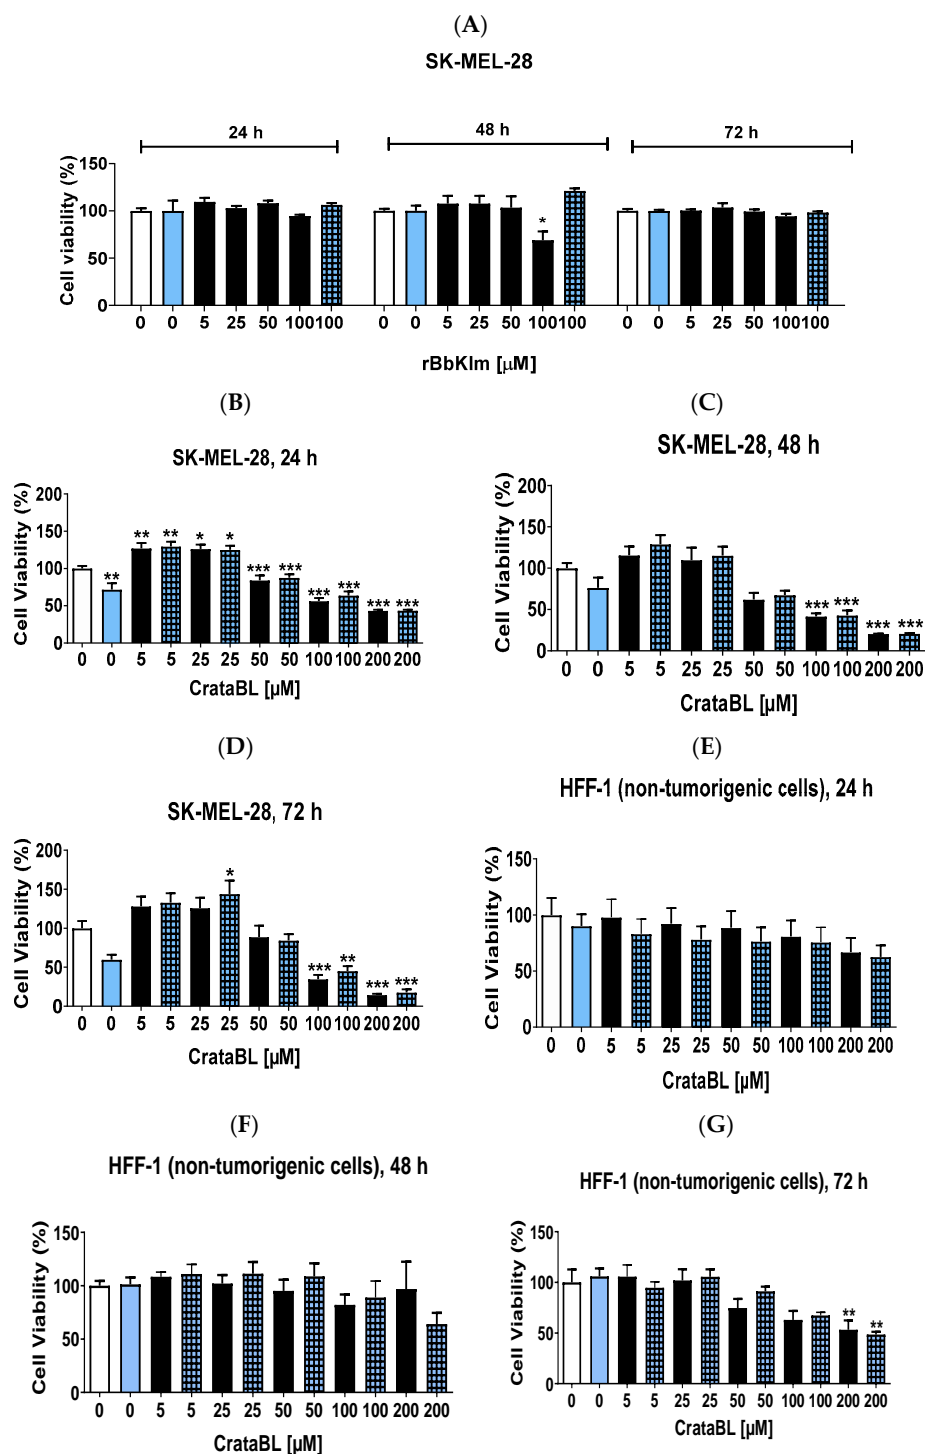 (A)
SK-MEL-28
24 h 48 h 72 h
Cell viability (%)
150
100
50
0
* 
0 0 5 25 50 100 100 0 0 5 25 50 100 100 0 0 5 25 50 100 100
rBbKIm [µM]
(B) (C)
SK-MEL-28, 24 h
Cell Viability (%)
200
150
100
50
0
** ** ** * * *** *** *** *** *** ***
0 0 5 5 25 25 50 50 100 100 200 200
CrataBL [µM]
SK-MEL-28, 48 h
Cell Viability (%)
200
150
100
50
0
*** *** *** ***
0 0 5 5 25 25 50 50 100 100 200 200
CrataBL [µM]
(D) (E)
SK-MEL-28, 72 h
Cell Viability (%)
200
150
100
50
0
* *** ** *** ***
0 0 5 5 25 25 50 50 100 100 200 200
CrataBL [µM]
HFF-1 (non-tumorigenic cells), 24 h
Cell Viability (%)
150
100
50
0
0 0 5 5 25 25 50 50 100 100 200 200
CrataBL [µM]
(F) (G)
HFF-1 (non-tumorigenic cells), 48 h
Cell Viability (%)
150
100
50
0
0 0 5 5 25 25 50 50 100 100 200 200
CrataBL [µM]
HFF-1 (non-tumorigenic cells), 72 h
Cell Viability (%)
150
100
50
0
** **
0 0 5 5 25 25 50 50 100 100 200 200
CrataBL [µM]